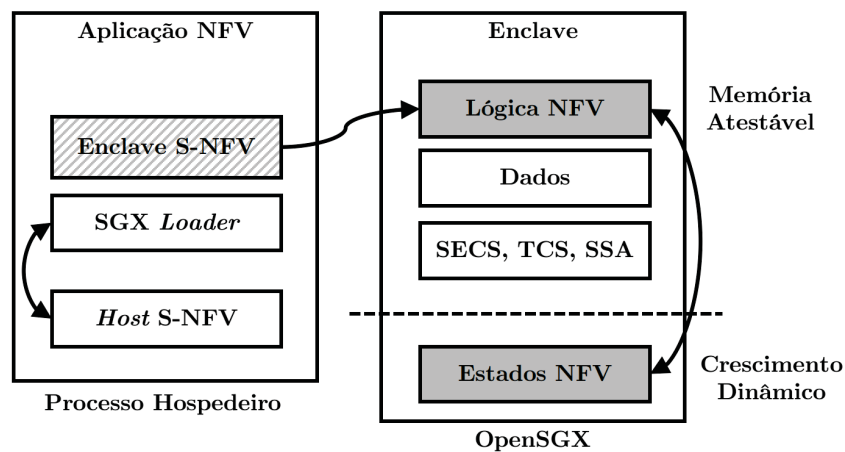 Aplicação NFV
Enclave S-NFV
SGX Loader
Host S-NFV
Processo Hospedeiro
Enclave
Lógica NFV
Dados
SECS, TCS, SSA
Estados NFV
OpenSGX
Memória
Atestável
Crescimento
Dinâmico